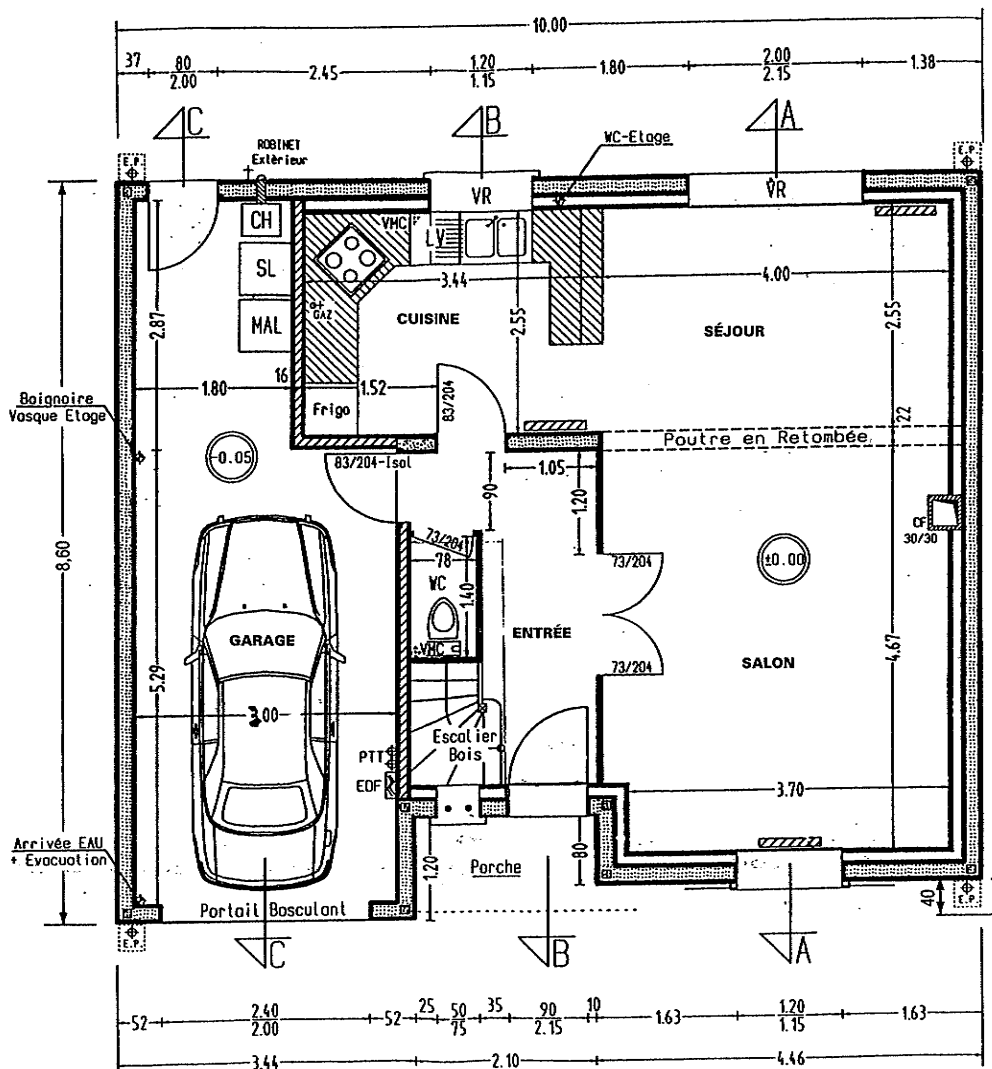 10.00
37
80
2.00
2.45
1.20
1.15
1.80
2.00
2.15
1.38
C
B
A
ROBINET
Extèrieur
WC-Etage
E.P
E.P
VR
VR
CH
VMC
LV
SL
3.44
4.00
GAZ
CUISINE
2.55
SÉJOUR
2.55
MAL
2.87
16
1.80
1.52
83/204
Baignoire
Vasque Etage
Frigo
22
Poutre en Retombée
-0.05
83/204-Isol
1.05
90
1.20
CF
30/30
8,60
73/204
78
73/204
±0.00
WC
1.40
GARAGE
ENTRÉE
VMC
73/204
SALON
4.67
5.29
3.00
Escalier
Bois
PTT
EDF
3.70
Arrivée EAU
+ Evacuation
1.20
Porche
80
40
Portail Bosculant
E.P
E.P
C
B
A
52
2.40
2.00
52
25
50
75
35
90
2.15
10
1.63
1.20
1.15
1.63
3.44
2.10
4.46